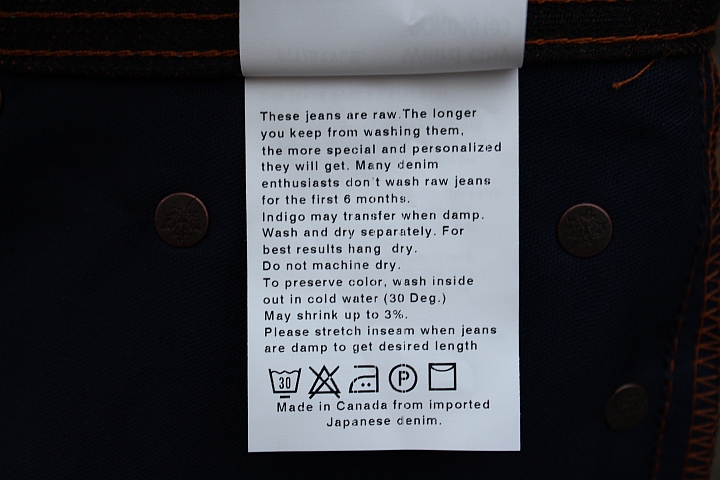 These jeans are raw.The longer
you keep from washing them,
the more special and personalized
they will get. Many denim
enthusiasts don't wash raw jeans
for the first 6 months.
Indigo may transfer when damp.
Wash and dry separately. For
best results hang dry.
Do not machine dry.
To preserve color, wash inside
out in cold water (30 Deg.)
May shrink up to 3%.
Please stretch inseam when jeans
are damp to get desired length
30 P
Made in Canada from imported
Japanese denim.